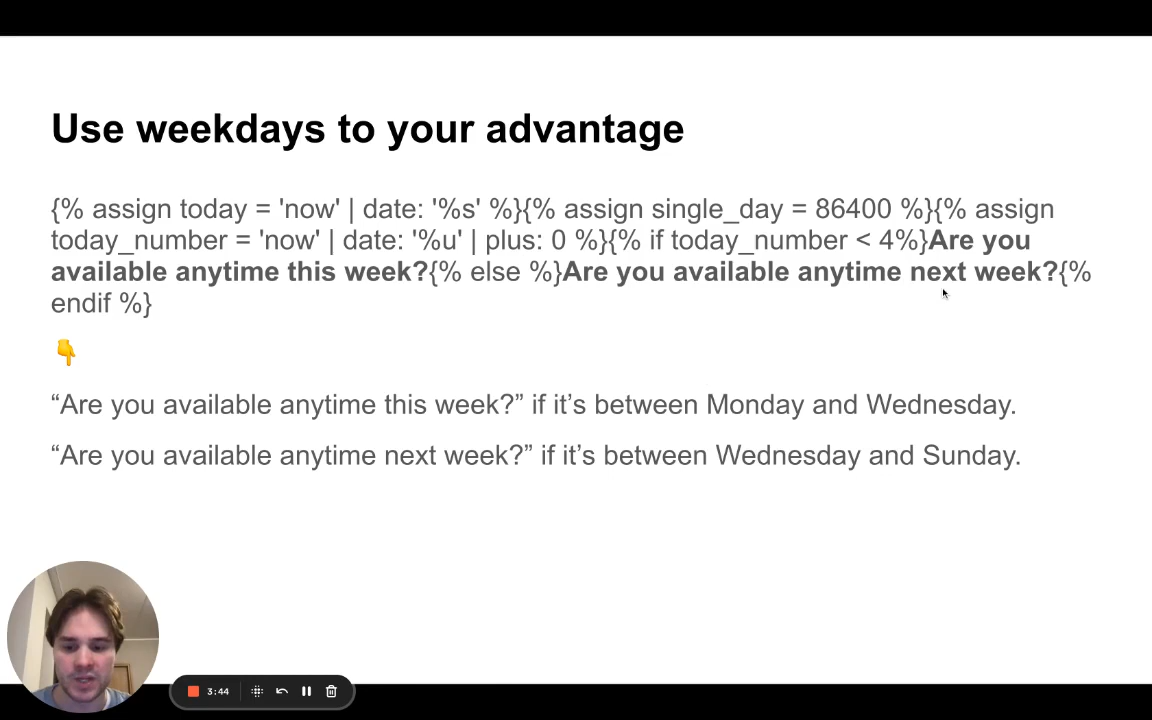 Use weekdays to your advantage
{% assign today = 'now' | date: '%s' %}{% assign single_day = 86400 %}{% assign
today_number = 'now' | date: '%u' | plus: 0 %}{% if today_number < 4%}Are you
available anytime this week?{% else %}Are you available anytime next week?{%
endif %}
“Are you available anytime this week?” if it’s between Monday and Wednesday.
“Are you available anytime next week?” if it’s between Wednesday and Sunday.
3:44